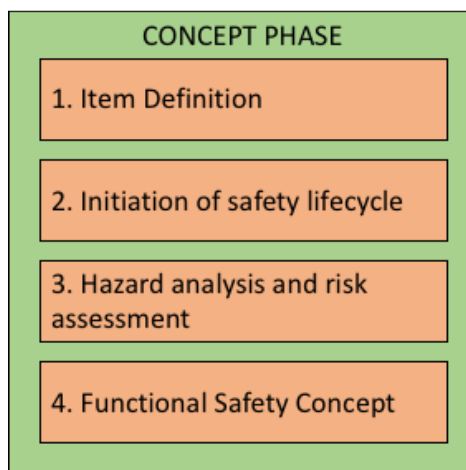 CONCEPT PHASE
1. Item Definition
2. Initiation of safety lifecycle
3. Hazard analysis and risk
assessment
4. Functional Safety Concept